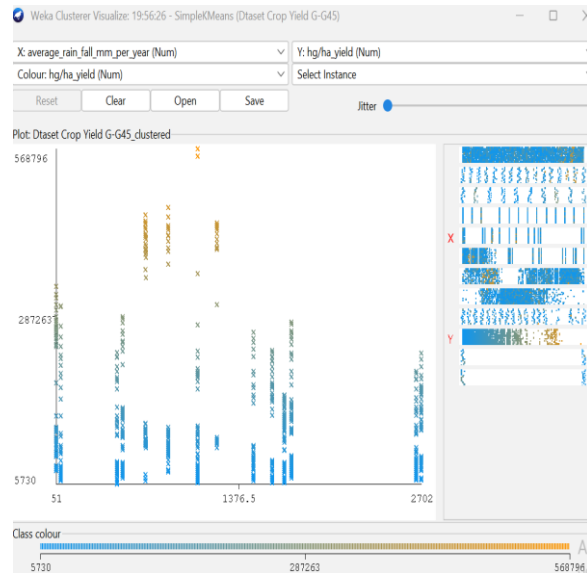 Weka Clusterer Visualize: 19:56:26 - SimpleKMeans (Dtaset Crop Yield G-G45)
X: average_rain_fall_mm_per_year (Num) Y: hg/ha_yield (Num)
Colour: hg/ha_yield (Num) Select Instance
Reset Clear Open Save Jitter
Plot: Dtaset Crop Yield G-G45_clustered
568796
X
287263
Y
5730
51 1376.5 2702
Class colour
A
5730 287263 568796